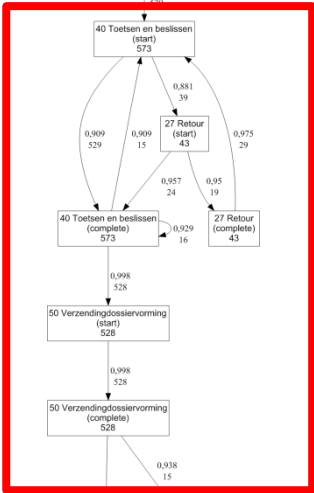 40 Toetsen en beslissen
(start)
573
0,881
39
27 Retour
(start)
43
0,909
529
0,909
15
0,975
29
0,957
24
0,95
19
40 Toetsen en beslissen
(complete)
573
0,929
16
27 Retour
(complete)
43
0,998
528
50 Verzendingdossiervorming
(start)
528
0,998
528
50 Verzendingdossiervorming
(complete)
528
0,938
15